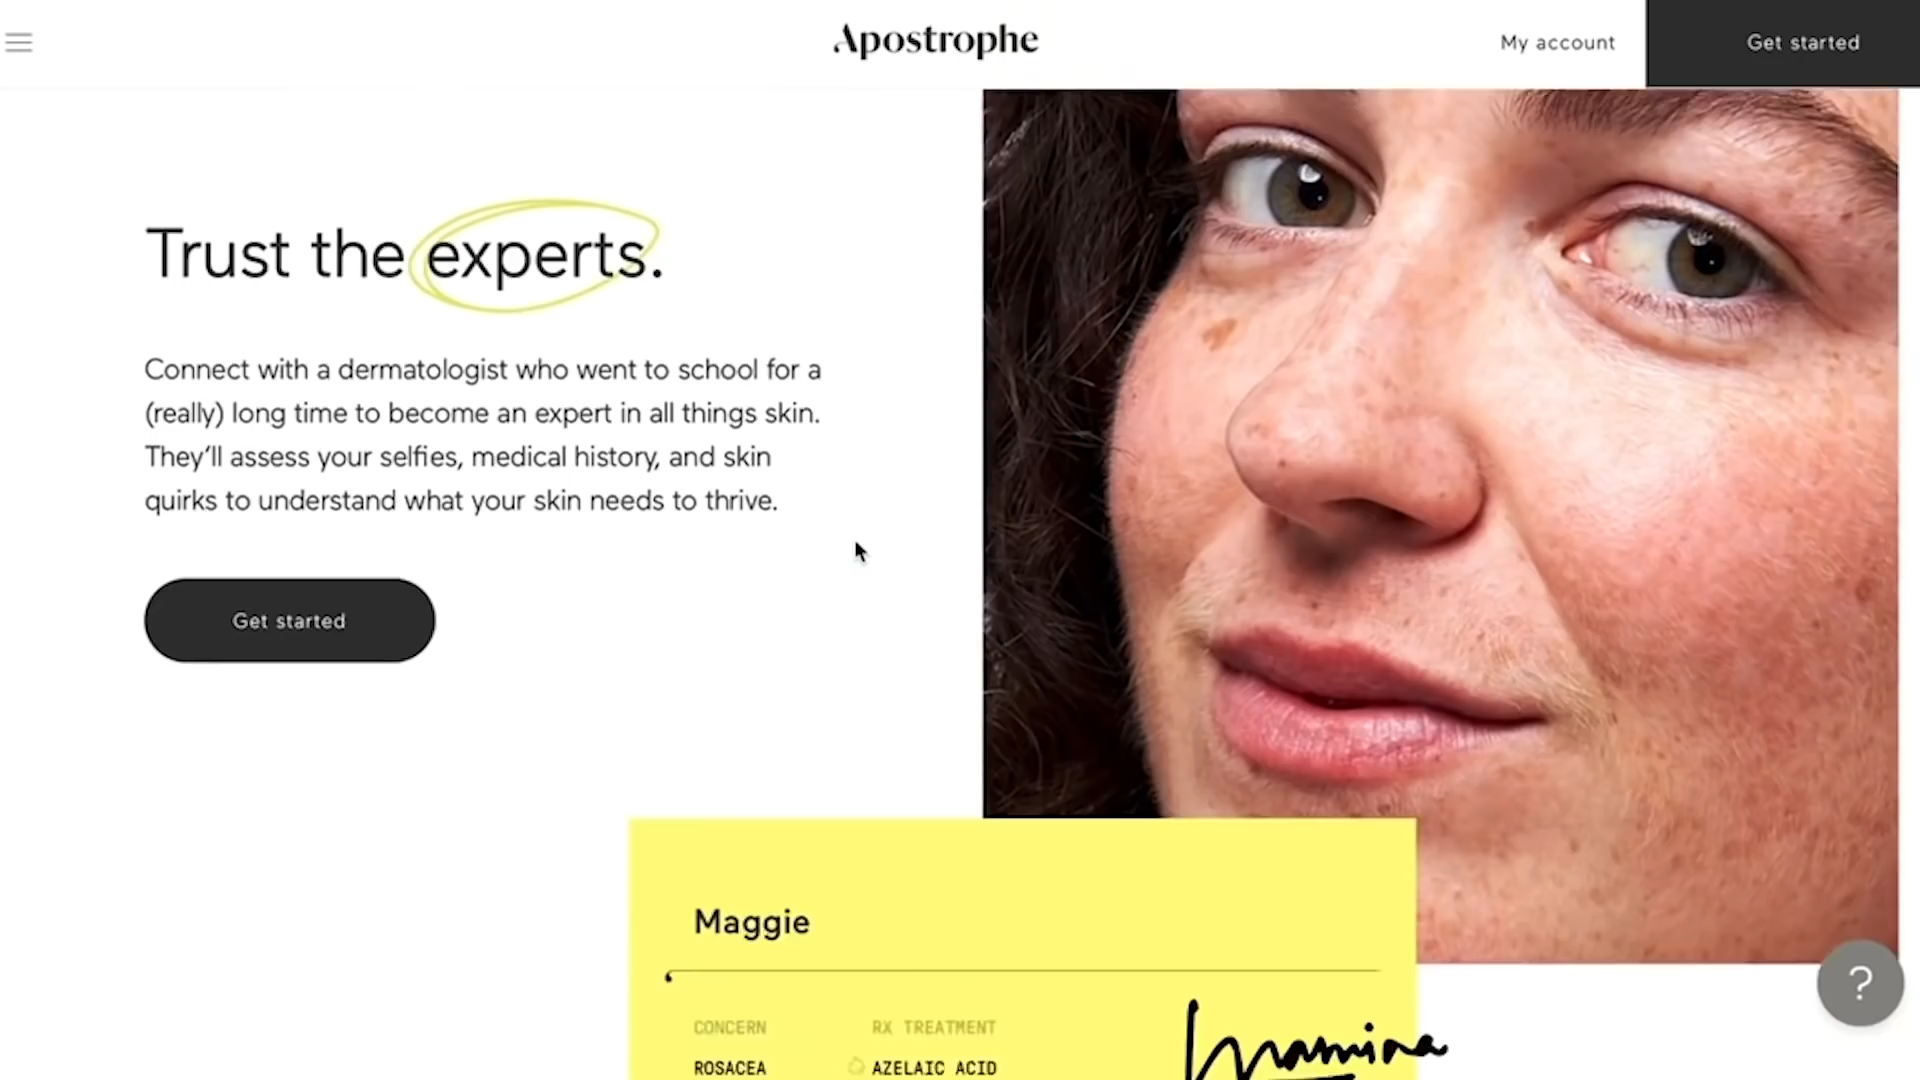 Apostrophe
My account
Get started
Trust the experts.
Connect with a dermatologist who went to school for a
(really) long time to become an expert in all things skin.
They’ll assess your selfies, medical history, and skin
quirks to understand what your skin needs to thrive.
Get started
Maggie
CONCERN
RX TREATMENT
ROSACEA
AZELAIC ACID
?